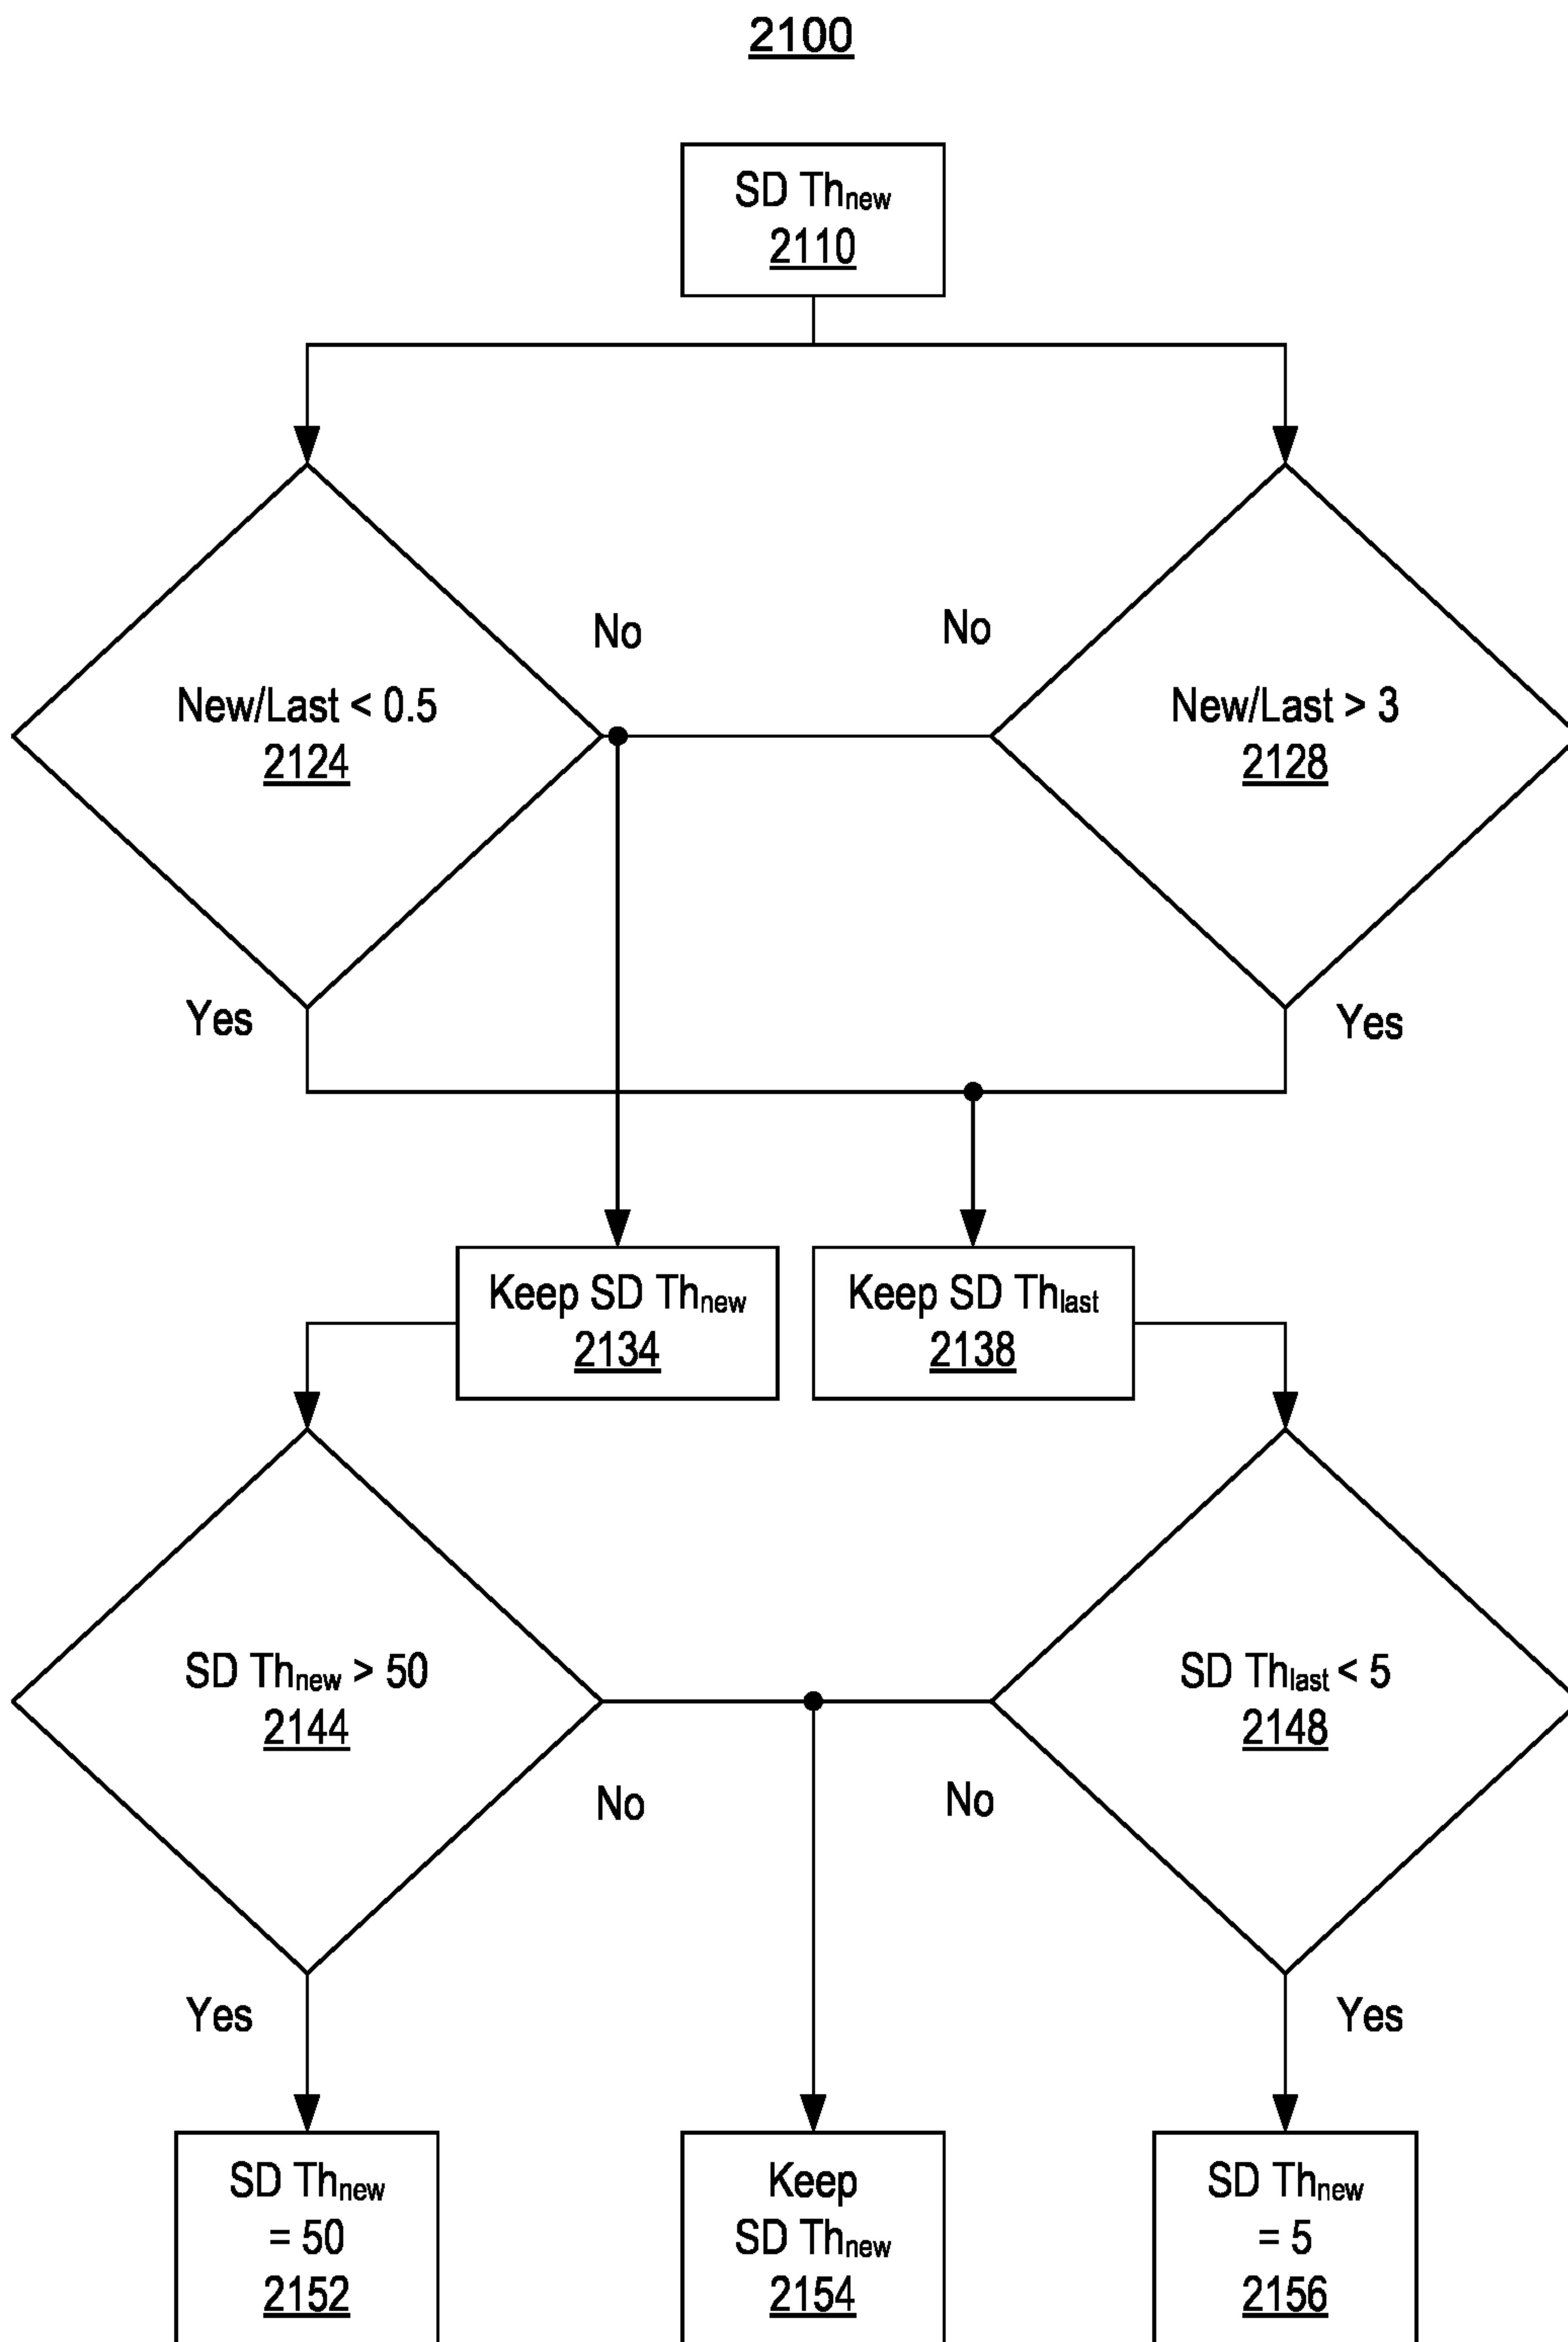 2100
SD Thnew
2110
No
No
New/Last < 0.5
2124
New/Last > 3
2128
Yes
Yes
Keep SD Thnew
2134
Keep SD Thlast
2138
SD Thnew > 50
2144
SD Thlast < 5
2148
No
No
Yes
Yes
SD Thnew
= 50
2152
Keep
SD Thnew
2154
SD Thnew
= 5
2156